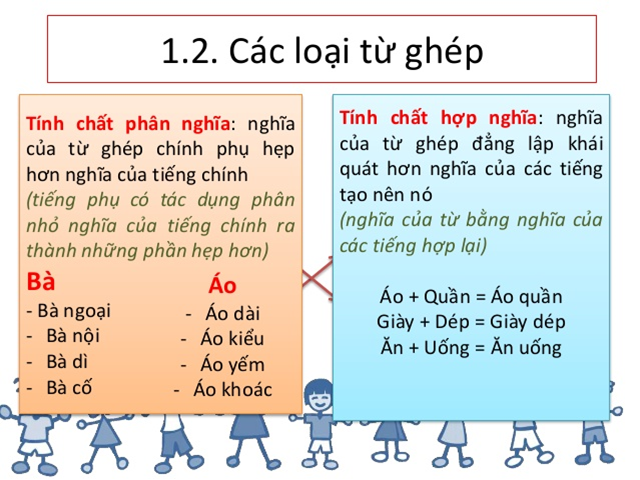 1.2. Các loại từ ghép
Tính chất phân nghĩa: nghĩa
của từ ghép chính phụ hẹp
hơn nghĩa của tiếng chính
(tiếng phụ có tác dụng phân
nhỏ nghĩa của tiếng chính ra
thành những phần hẹp hơn)
Bà
- Bà ngoại
- Bà nội
- Bà dì
- Bà cố
Áo
- Áo dài
- Áo kiểu
- Áo yếm
- Áo khoác
Tính chất hợp nghĩa: nghĩa
của từ ghép đẳng lập khái
quát hơn nghĩa của các tiếng
tạo nên nó
(nghĩa của từ bằng nghĩa của
các tiếng hợp lại)
Áo + Quần = Áo quần
Giày + Dép = Giày dép
Ăn + Uống = Ăn uống